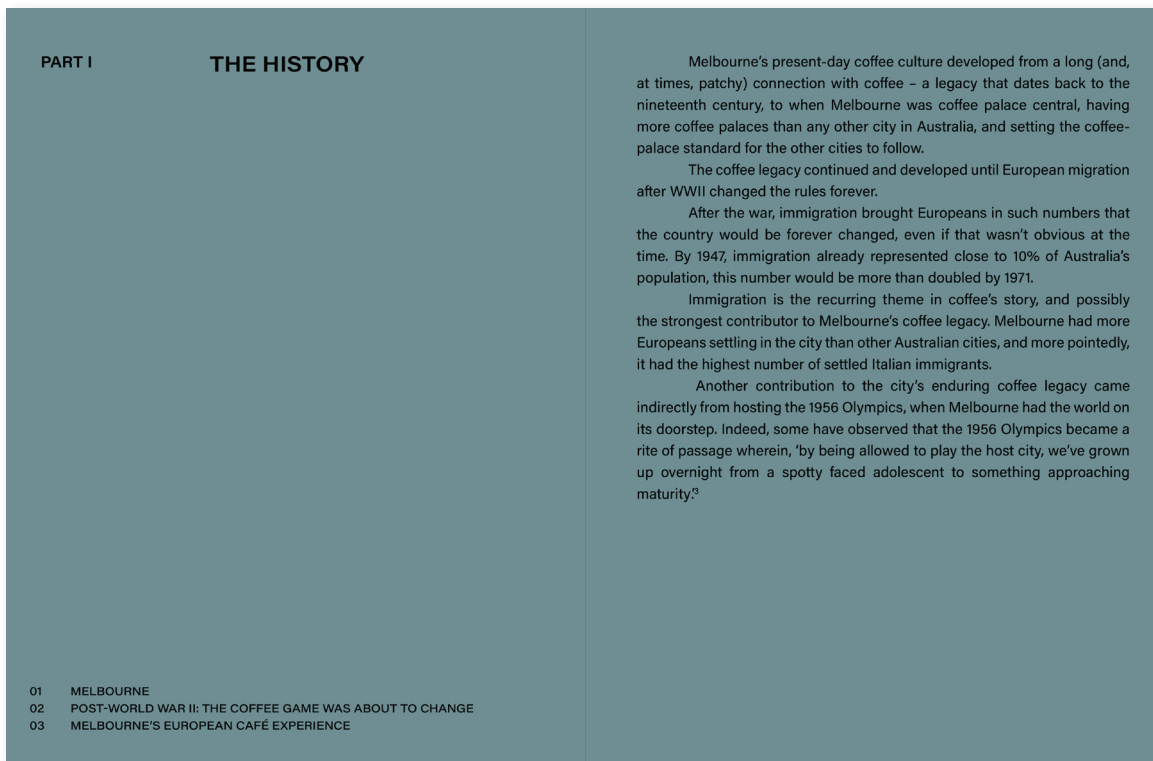 PART I
THE HISTORY
01 MELBOURNE
02 POST-WORLD WAR II: THE COFFEE GAME WAS ABOUT TO CHANGE
03 MELBOURNE’S EUROPEAN CAFÉ EXPERIENCE
Melbourne’s present-day coffee culture developed from a long (and,
at times, patchy) connection with coffee – a legacy that dates back to the
nineteenth century, to when Melbourne was coffee palace central, having
more coffee palaces than any other city in Australia, and setting the coffee-
palace standard for the other cities to follow.
The coffee legacy continued and developed until European migration
after WWII changed the rules forever.
After the war, immigration brought Europeans in such numbers that
the country would be forever changed, even if that wasn’t obvious at the
time. By 1947, immigration already represented close to 10% of Australia’s
population, this number would be more than doubled by 1971.
Immigration is the recurring theme in coffee’s story, and possibly
the strongest contributor to Melbourne’s coffee legacy. Melbourne had more
Europeans settling in the city than other Australian cities, and more pointedly,
it had the highest number of settled Italian immigrants.
Another contribution to the city’s enduring coffee legacy came
indirectly from hosting the 1956 Olympics, when Melbourne had the world on
its doorstep. Indeed, some have observed that the 1956 Olympics became a
rite of passage wherein, ‘by being allowed to play the host city, we’ve grown
up overnight from a spotty faced adolescent to something approaching
maturity.’³